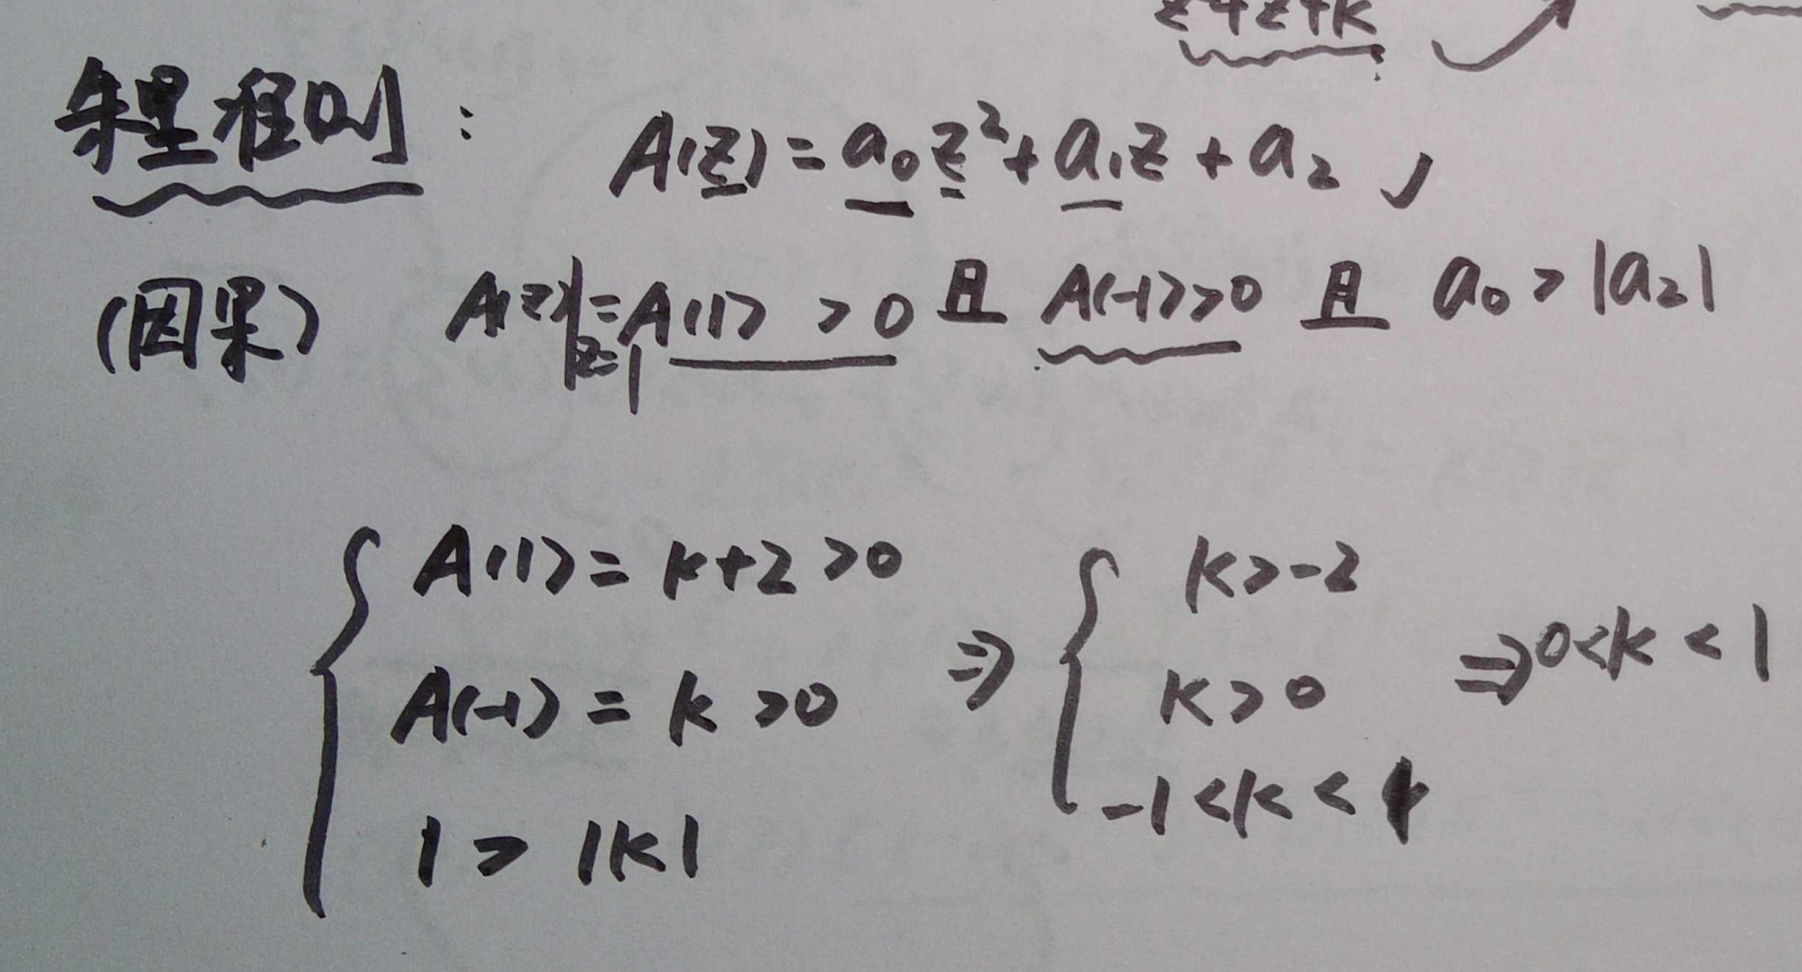 z²+z+k
朱里准则： A(z)=a₀z²+a₁z+a₂，
(因果) A(z)|z=1=A(1)>0 且 A(-1)>0 且 a₀>|a₂|
A(1)=k+2>0 ⇒ k>-2 ⇒0<k<1
A(-1)=k>0 k>0
1>|k| -1<k<1